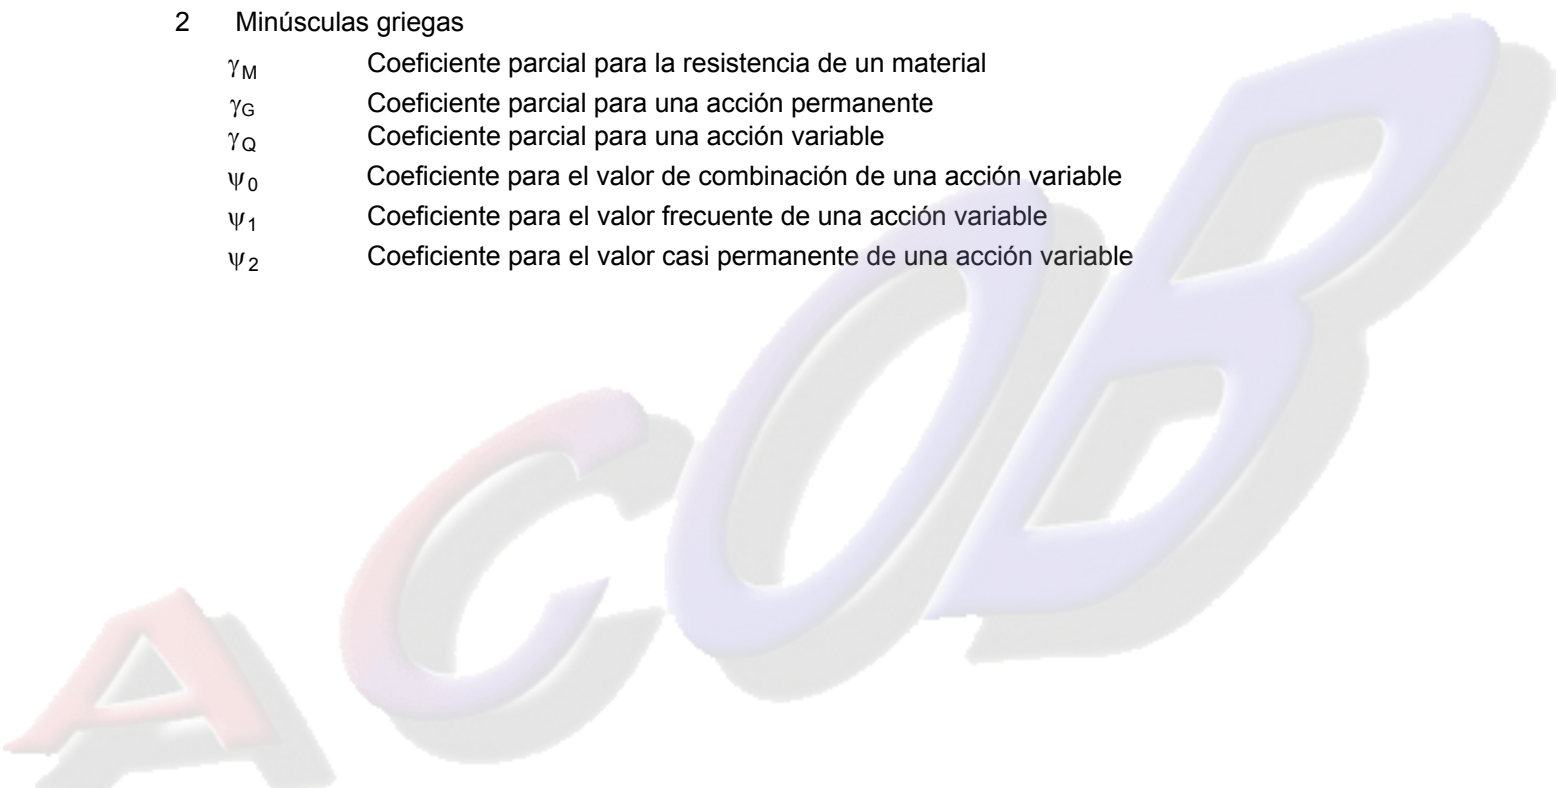 2 Minúsculas griegas
γM Coeficiente parcial para la resistencia de un material
γG Coeficiente parcial para una acción permanente
γQ Coeficiente parcial para una acción variable
ψ0 Coeficiente para el valor de combinación de una acción variable
ψ1 Coeficiente para el valor frecuente de una acción variable
ψ2 Coeficiente para el valor casi permanente de una acción variable
ACOB